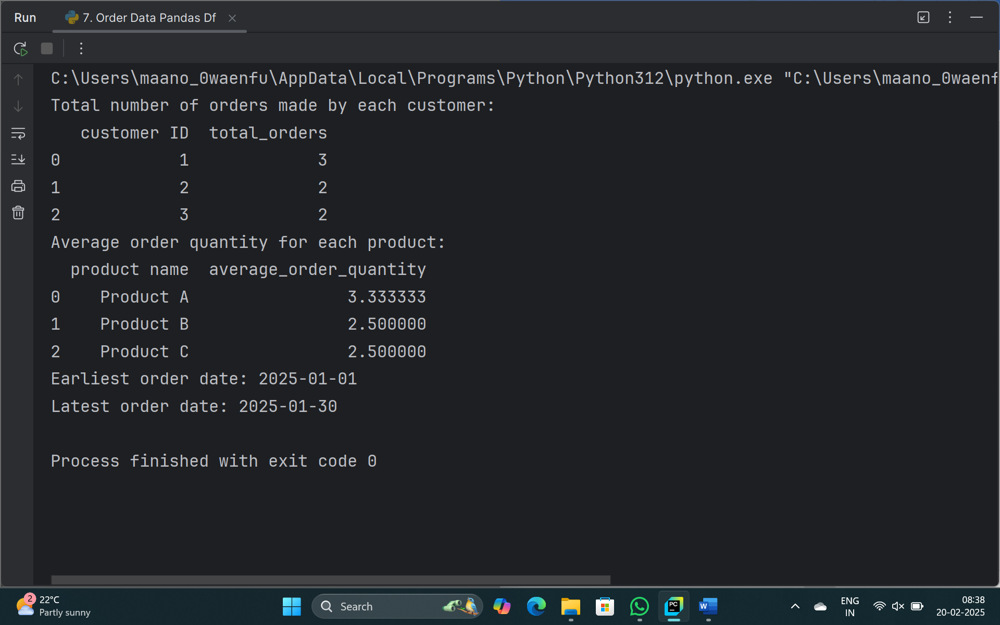 Run 7. Order Data Pandas Df
C:\Users\maano_0waenfu\AppData\Local\Programs\Python\Python312\python.exe "C:\Users\maano_0waenf
Total number of orders made by each customer:
   customer ID  total_orders
0            1             3
1            2             2
2            3             2
Average order quantity for each product:
  product name  average_order_quantity
0    Product A                3.333333
1    Product B                2.500000
2    Product C                2.500000
Earliest order date: 2025-01-01
Latest order date: 2025-01-30
Process finished with exit code 0
2 22°C
Partly sunny
Search
PC
W
ENG
IN
08:38
20-02-2025